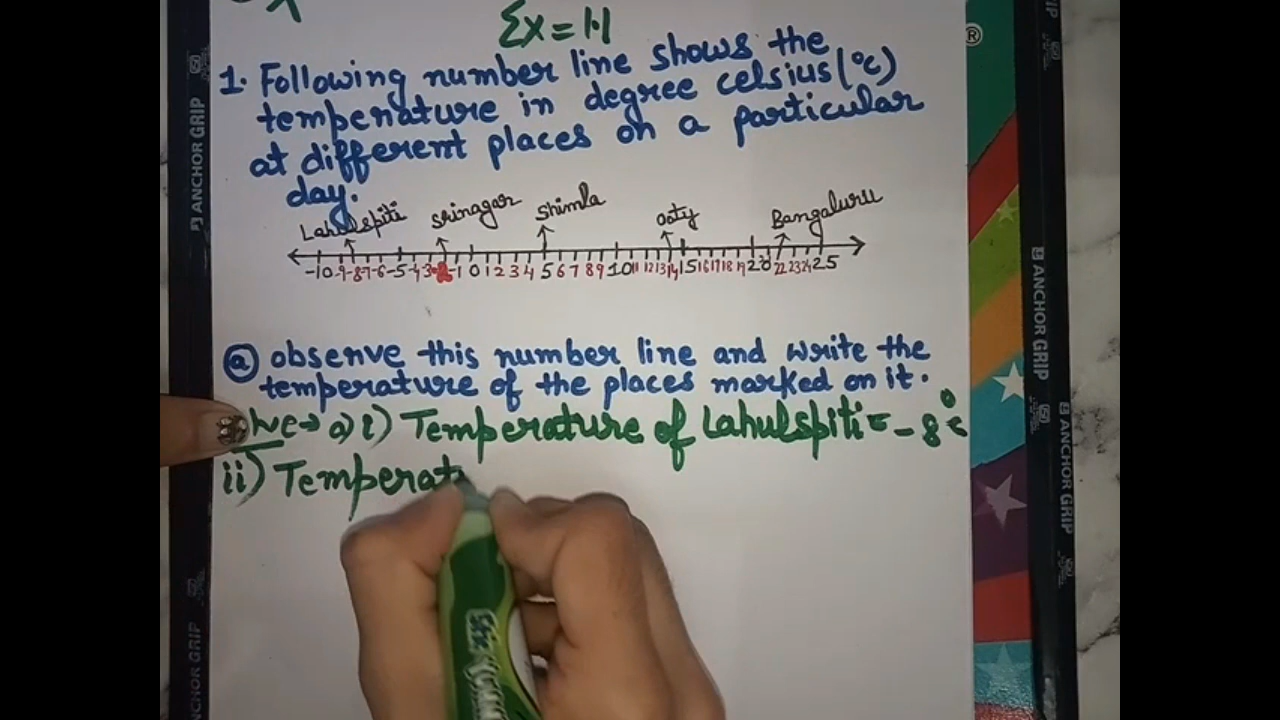 Ex = 1.1
1. Following number line shows the
temperature in degree celsius (°C)
at different places on a particular
day.
Lahulspiti Srinagar Shimla Ooty Bangaluru
-10 -9 -8 -7 -6 -5 -4 -3 -2 -1 0 1 2 3 4 5 6 7 8 9 10 11 12 13 14 15 16 17 18 19 20 22 23 24 25
a observe this number line and write the
temperature of the places marked on it.
a) i) Temperature of Lahulspiti = -8°C
ii) Temperat
ANCHOR GRIP
ANCHOR GRIP
ANCHOR GRIP
ANCHOR GRIP
ANCHOR GRIP